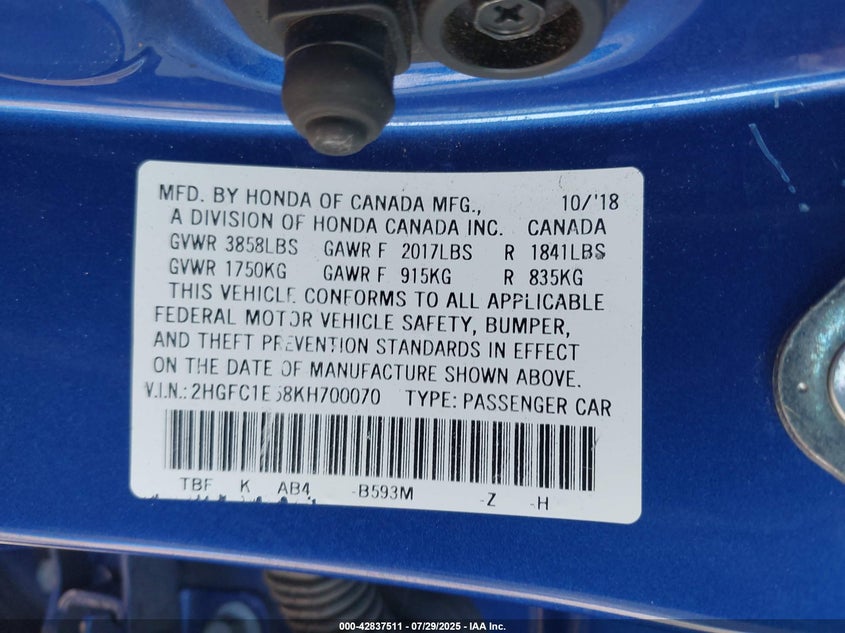 MFD. BY HONDA OF CANADA MFG., 10/'18
A DIVISION OF HONDA CANADA INC. CANADA
GVWR 3858LBS GAWR F 2017LBS R 1841LBS
GVWR 1750KG GAWR F 915KG R 835KG
THIS VEHICLE CONFORMS TO ALL APPLICABLE
FEDERAL MOTOR VEHICLE SAFETY, BUMPER,
AND THEFT PREVENTION STANDARDS IN EFFECT
ON THE DATE OF MANUFACTURE SHOWN ABOVE.
V.I.N.: TYPE: PASSENGER CAR
TBF K AB4 -B593M -Z -H
000-42837511 / 07/29/2025 - IAA Inc.